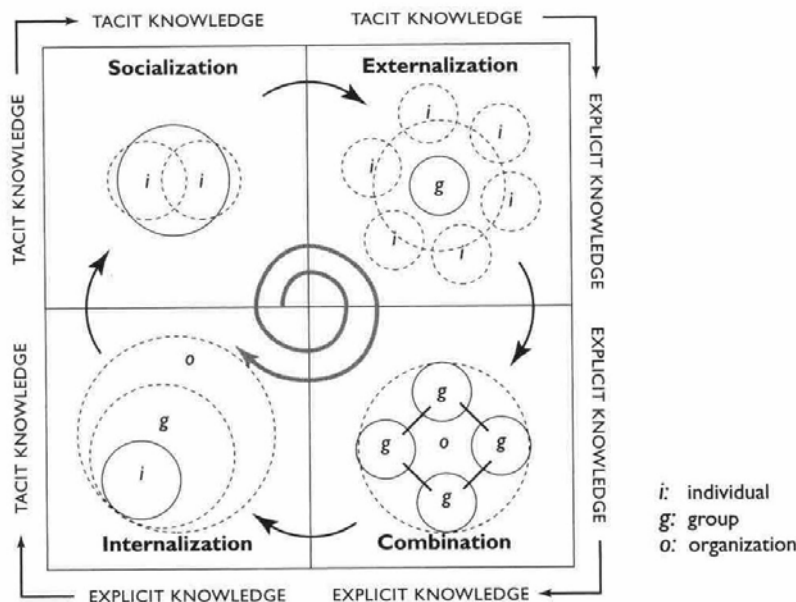 TACIT KNOWLEDGE
TACIT KNOWLEDGE
TACIT KNOWLEDGE
EXPLICIT KNOWLEDGE
Socialization
Externalization
i
i
i
i
i
i
i
i
g
TACIT KNOWLEDGE
EXPLICIT KNOWLEDGE
o
g
i
g
g
o
g
g
Internalization
Combination
EXPLICIT KNOWLEDGE
EXPLICIT KNOWLEDGE
i: individual
g: group
o: organization